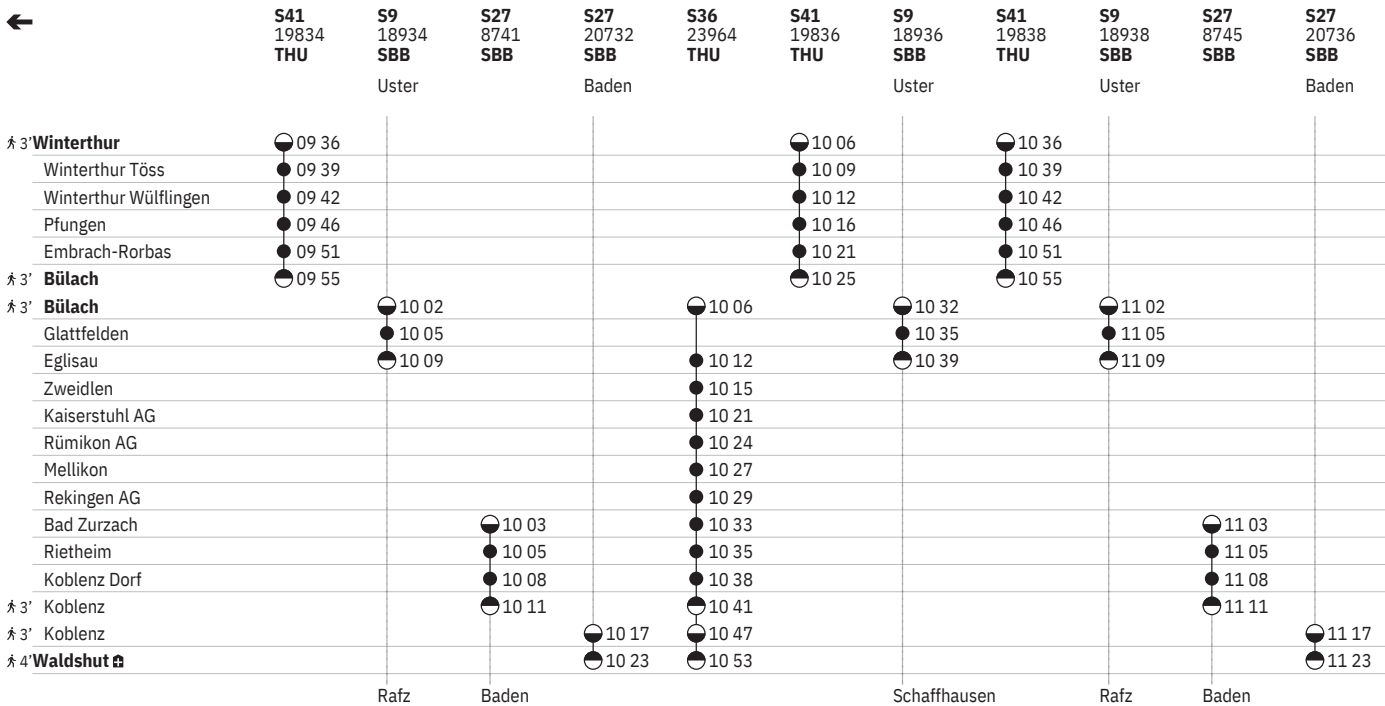 S41 S9 S27 S27 S36 S41 S9 S41 S9 S27 S27
19834 18934 8741 20732 23964 19836 18936 19838 18938 8745 20736
THU SBB SBB SBB THU THU SBB THU SBB SBB SBB
Uster Baden Uster Uster Baden
3’ Winterthur 09 36 10 06 10 36
Winterthur Töss 09 39 10 09 10 39
Winterthur Wülflingen 09 42 10 12 10 42
Pfungen 09 46 10 16 10 46
Embrach-Rorbas 09 51 10 21 10 51
3’ Bülach 09 55 10 25 10 55
3’ Bülach 10 02 10 06 10 32 11 02
Glattfelden 10 05 10 35 11 05
Eglisau 10 09 10 12 10 39 11 09
Zweidlen 10 15
Kaiserstuhl AG 10 21
Rümikon AG 10 24
Mellikon 10 27
Rekingen AG 10 29
Bad Zurzach 10 03 10 33 11 03
Rietheim 10 05 10 35 11 05
Koblenz Dorf 10 08 10 38 11 08
3’ Koblenz 10 11 10 41 11 11
3’ Koblenz 10 17 10 47 11 17
4’ Waldshut 10 23 10 53 11 23
Rafz Baden Schaffhausen Rafz Baden